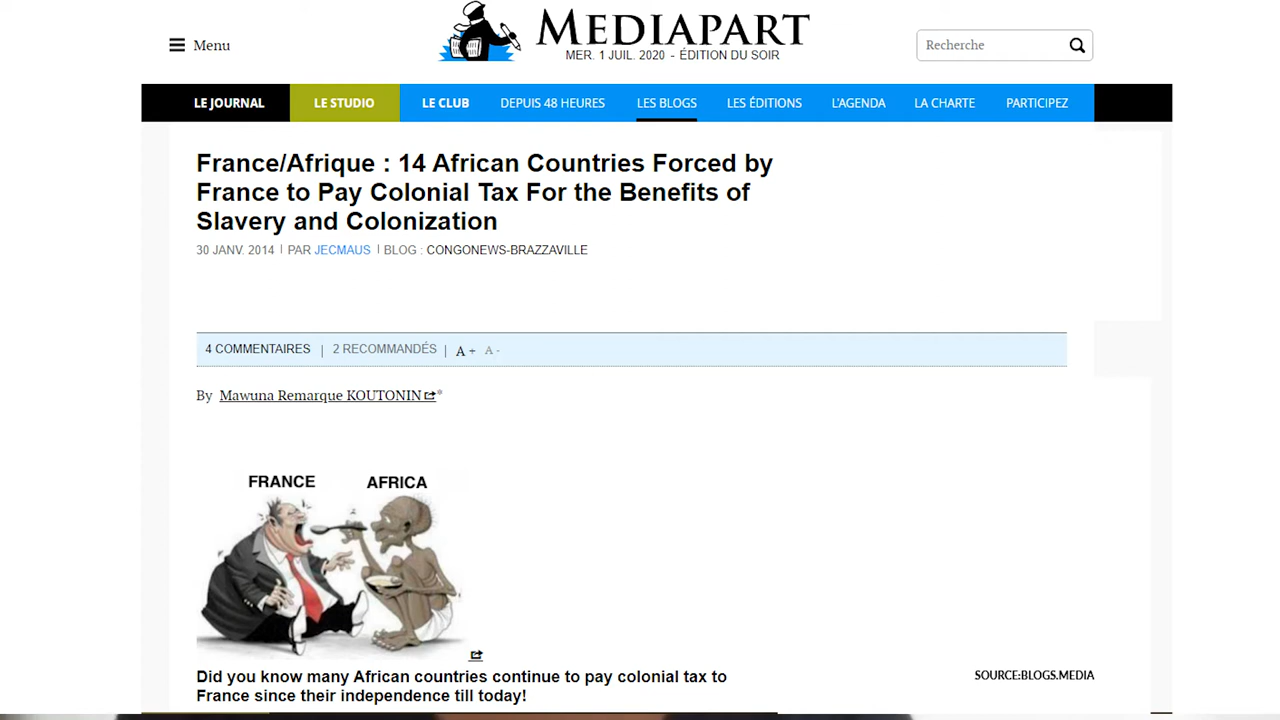 Menu
MEDIAPART
MER. 1 JUIL. 2020 - ÉDITION DU SOIR
Recherche
LE JOURNAL LE STUDIO LE CLUB DEPUIS 48 HEURES LES BLOGS LES ÉDITIONS L'AGENDA LA CHARTE PARTICIPEZ
France/Afrique : 14 African Countries Forced by
France to Pay Colonial Tax For the Benefits of
Slavery and Colonization
30 JANV. 2014 | PAR JECMAUS | BLOG : CONGONEWS-BRAZZAVILLE
4 COMMENTAIRES | 2 RECOMMANDÉS | A + A -
By Mawuna Remarque KOUTONIN*
FRANCE AFRICA
Did you know many African countries continue to pay colonial tax to
France since their independence till today!
SOURCE:BLOGS.MEDIA